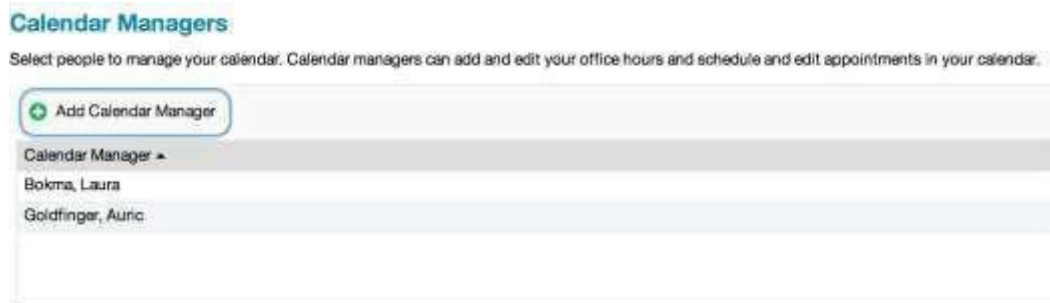 Calendar Managers
Select people to manage your calendar. Calendar managers can add and edit your office hours and schedule and edit appointments in your calendar.
Add Calendar Manager
Calendar Manager
Bokma, Laura
Goldfinger, Auric